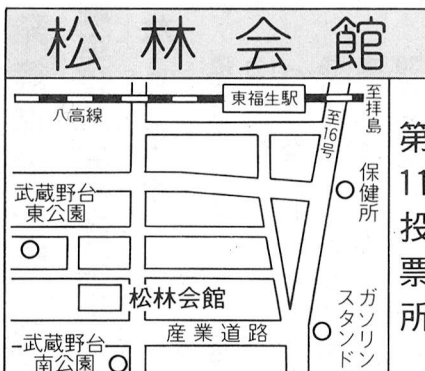 松林会館
東福生駅
八高線
至拝島
至16号
保健所
第11投票所
武蔵野台
東公園
松林会館
産業道路
ガソリン
スタンド
武蔵野台
南公園